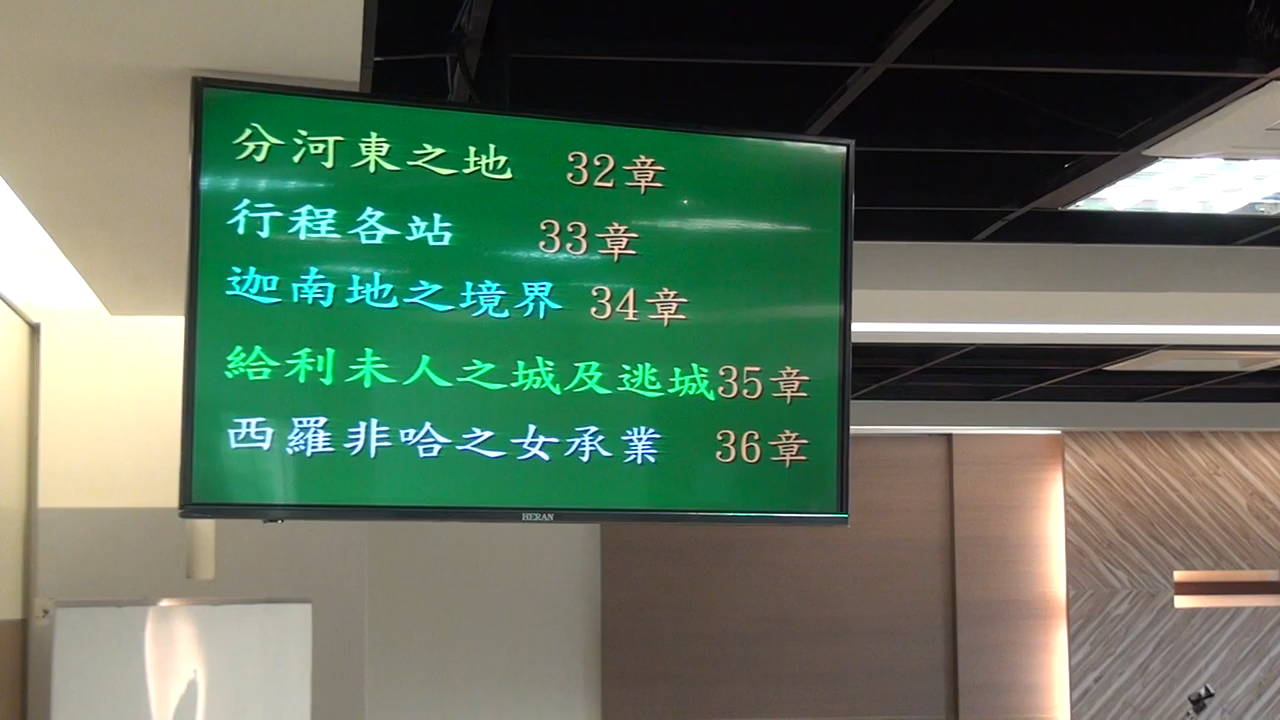 分河東之地 32章
行程各站 33章
迦南地之境界 34章
給利未人之城及逃城35章
西羅非哈之女承業 36章
HERAN